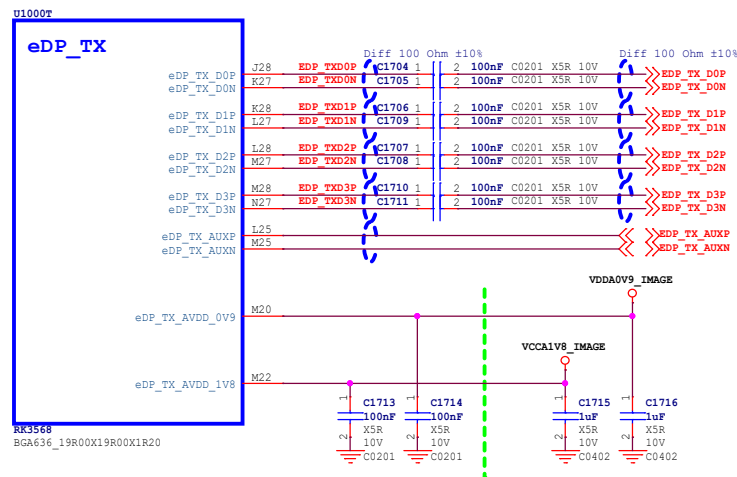 U1000T
eDP_TX
Diff 100 Ohm ±10% Diff 100 Ohm ±10%
eDP_TX_D0P J28 EDP_TXD0P C1704 1 2 100nF C0201 X5R 10V EDP_TX_D0P
eDP_TX_D0N K27 EDP_TXD0N C1705 1 2 100nF C0201 X5R 10V EDP_TX_D0N
eDP_TX_D1P K28 EDP_TXD1P C1706 1 2 100nF C0201 X5R 10V EDP_TX_D1P
eDP_TX_D1N L27 EDP_TXD1N C1709 1 2 100nF C0201 X5R 10V EDP_TX_D1N
eDP_TX_D2P L28 EDP_TXD2P C1707 1 2 100nF C0201 X5R 10V EDP_TX_D2P
eDP_TX_D2N M27 EDP_TXD2N C1708 1 2 100nF C0201 X5R 10V EDP_TX_D2N
eDP_TX_D3P M28 EDP_TXD3P C1710 1 2 100nF C0201 X5R 10V EDP_TX_D3P
eDP_TX_D3N N27 EDP_TXD3N C1711 1 2 100nF C0201 X5R 10V EDP_TX_D3N
eDP_TX_AUXP L25 EDP_TX_AUXP
eDP_TX_AUXN M25 EDP_TX_AUXN
VDDA0V9_IMAGE
eDP_TX_AVDD_0V9 M20
VCCA1V8_IMAGE
eDP_TX_AVDD_1V8 M22
1 C1713 1 C1714 1 C1715 1 C1716
100nF 100nF 1uF 1uF
X5R X5R X5R X5R
2 10V 2 10V 2 10V 2 10V
C0201 C0201 C0402 C0402
RK3568
BGA636_19R00X19R00X1R20